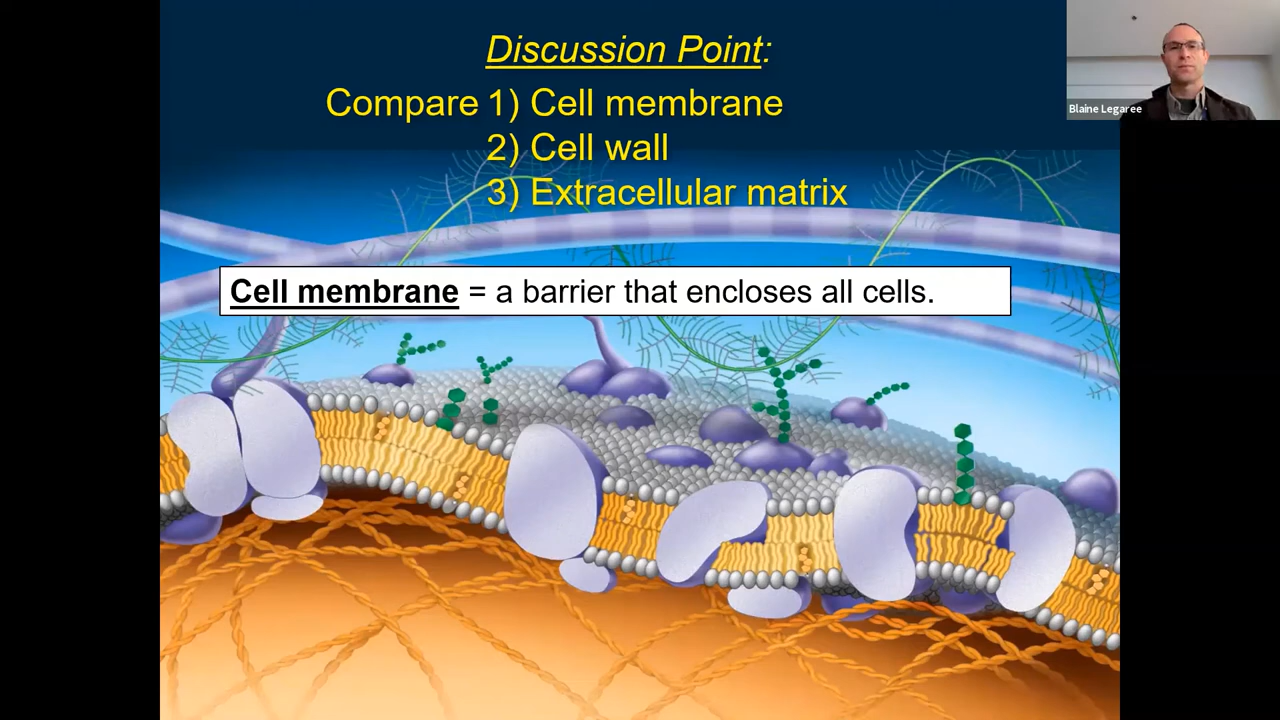 Discussion Point:
Compare 1) Cell membrane
2) Cell wall
3) Extracellular matrix
Cell membrane = a barrier that encloses all cells.
Blaine Legaree